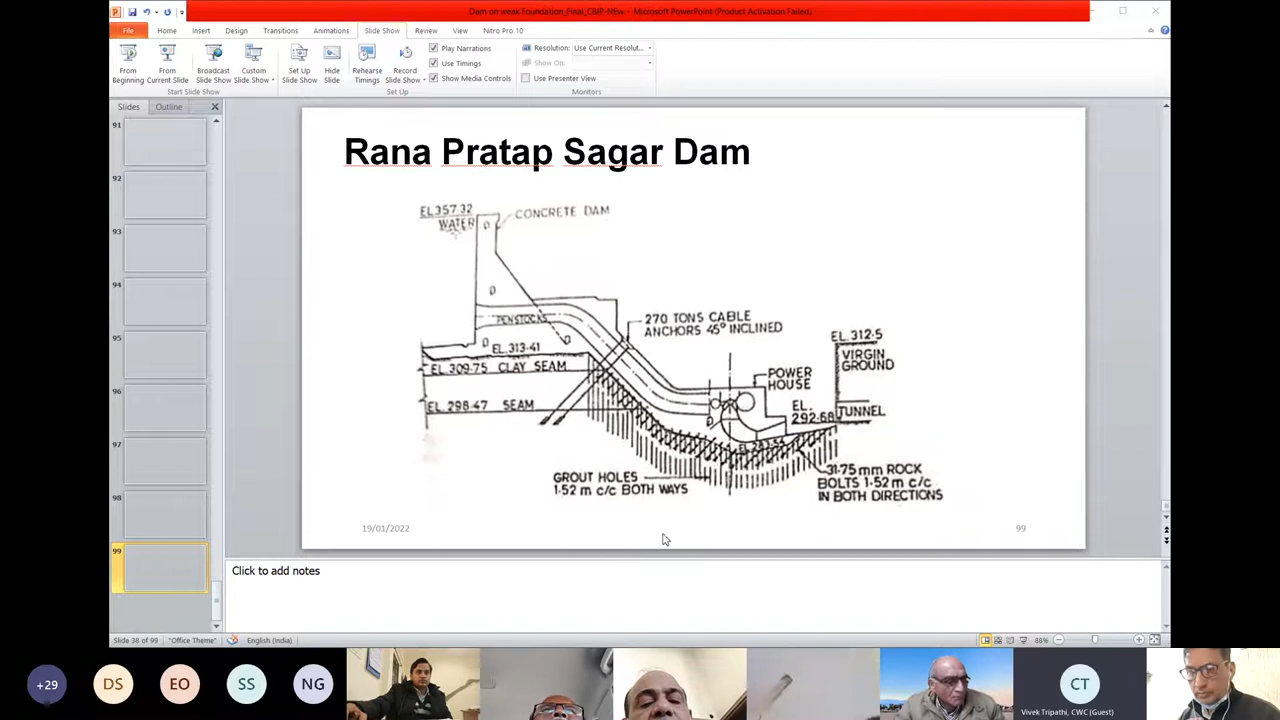 Dam on weak Foundation_Final_CBIP-NEw - Microsoft PowerPoint (Product Activation Failed)
File Home Insert Design Transitions Animations Slide Show Review View Nitro Pro 10
From Beginning
From Current Slide
Broadcast Slide Show
Custom Slide Show
Start Slide Show
Set Up Slide Show
Hide Slide
Rehearse Timings
Record Slide Show
Play Narrations
Use Timings
Show Media Controls
Set Up
Resolution: Use Current Resolut...
Show On:
Use Presenter View
Monitors
Slides Outline
91
92
93
94
95
96
97
98
99
Rana Pratap Sagar Dam
EL357.32
WATER
D
CONCRETE DAM
D
PENSTOCKS
D
EL.313.41
D
EL.309.75 CLAY SEAM
EL.298.47 SEAM
270 TONS CABLE
ANCHORS 45° INCLINED
EL.312.5
VIRGIN
GROUND
POWER
HOUSE
EL.
292.68
TUNNEL
D
GROUT HOLES
1.52 m c/c BOTH WAYS
31.75 mm ROCK
BOLTS 1.52 m c/c
IN BOTH DIRECTIONS
19/01/2022
99
Click to add notes
Slide 38 of 99
"Office Theme"
English (India)
88%
+29
DS
EO
SS
NG
CT
Vivek Tripathi, CWC (Guest)